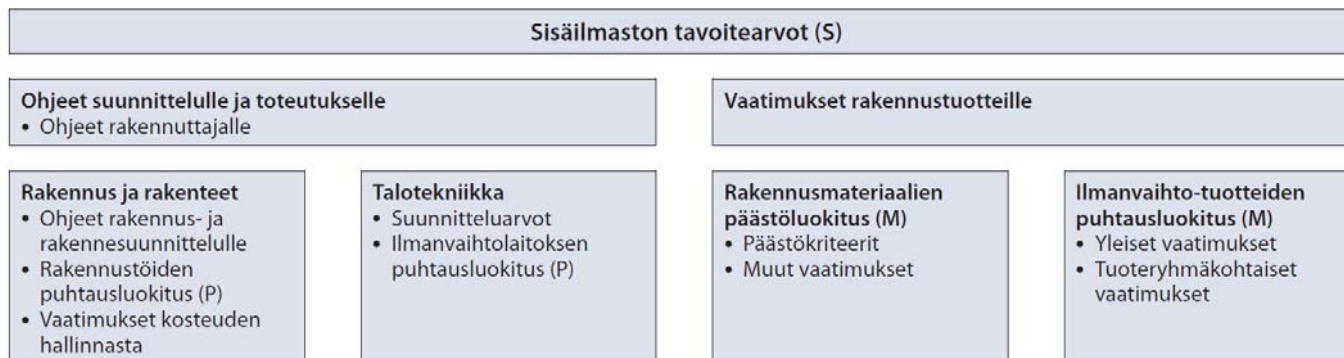 Sisäilmaston tavoitearvot (S)
Ohjeet suunnittelulle ja toteutukselle
• Ohjeet rakennuttajalle
Vaatimukset rakennustuotteille
Rakennus ja rakenteet
• Ohjeet rakennus- ja
rakennesuunnittelulle
• Rakennustöiden
puhtausluokitus (P)
• Vaatimukset kosteuden
hallinnasta
Talotekniikka
• Suunnitteluarvot
• Ilmanvaihtolaitoksen
puhtausluokitus (P)
Rakennusmateriaalien
päästöluokitus (M)
• Päästökriteerit
• Muut vaatimukset
Ilmanvaihto-tuotteiden
puhtausluokitus (M)
• Yleiset vaatimukset
• Tuoteryhmäkohtaiset
vaatimukset